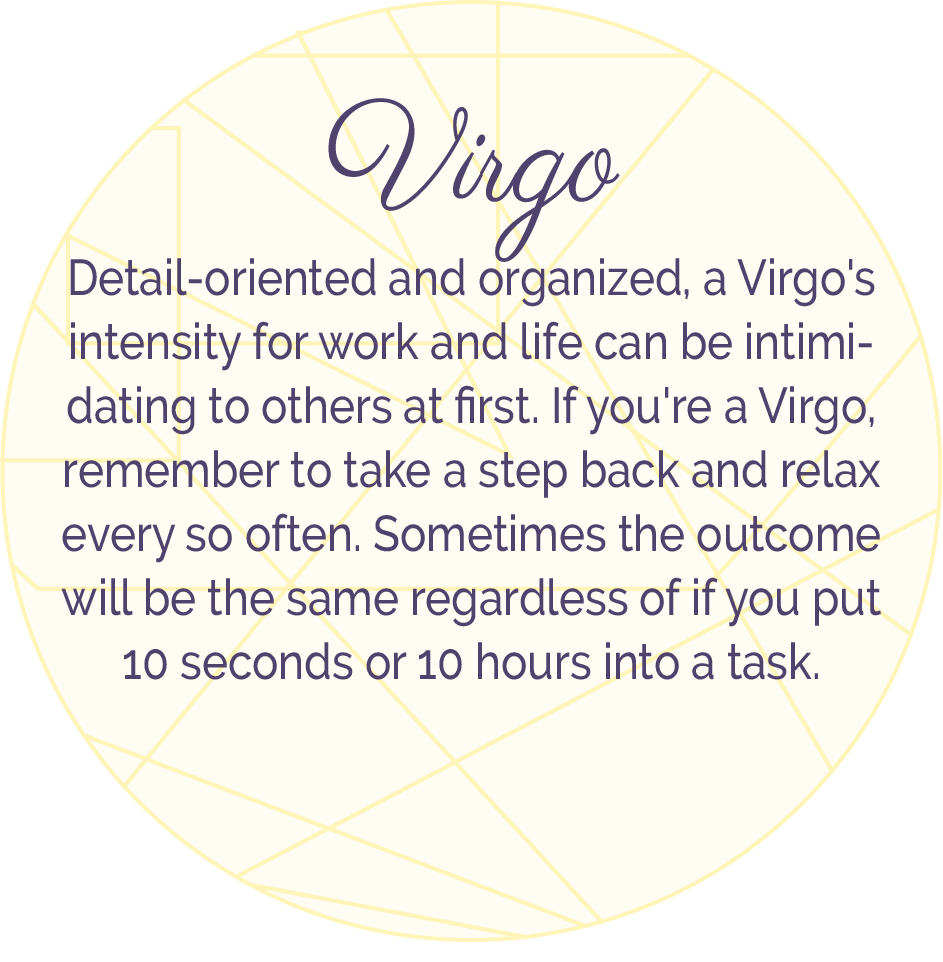 Virgo
Detail-oriented and organized, a Virgo's
intensity for work and life can be intimi-
dating to others at first. If you're a Virgo,
remember to take a step back and relax
every so often. Sometimes the outcome
will be the same regardless of if you put
10 seconds or 10 hours into a task.